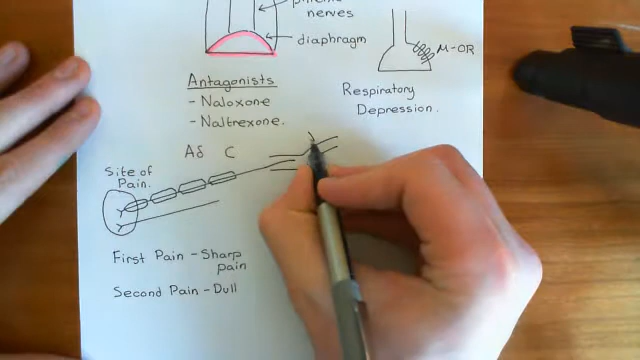 phrenic
nerves
diaphragm
μ-OR
Antagonists
- Naloxone
- Naltrexone.
Respiratory
Depression.
Aδ C
Site of
Pain.
First Pain - Sharp
pain
Second Pain - Dull